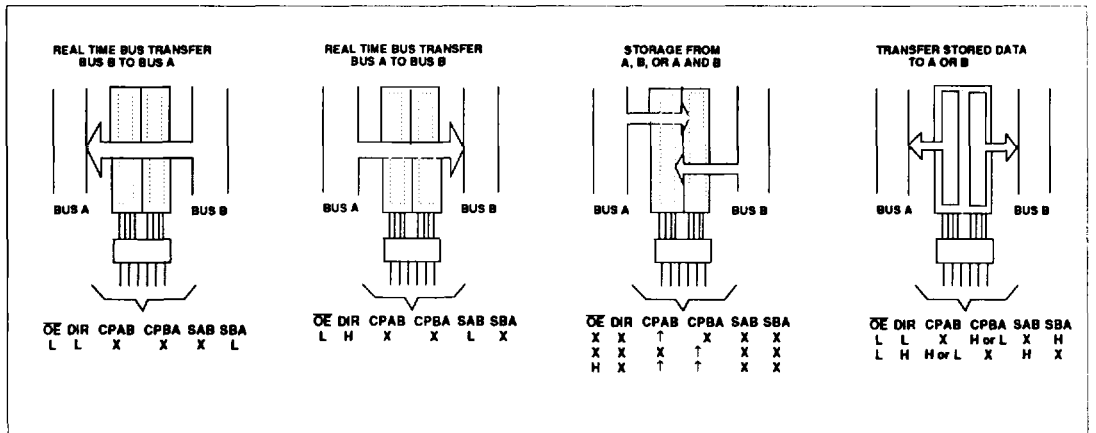 REAL TIME BUS TRANSFER
BUS B TO BUS A
BUS A
BUS B
OE DIR CPAB CPBA SAB SBA
L L X X X L
REAL TIME BUS TRANSFER
BUS A TO BUS B
BUS A
BUS B
OE DIR CPAB CPBA SAB SBA
L H X X L X
STORAGE FROM
A, B, OR A AND B
BUS A
BUS B
OE DIR CPAB CPBA SAB SBA
X X ↑ X X X
X X X ↑ X X
H X ↑ ↑ X X
TRANSFER STORED DATA
TO A OR B
BUS A
BUS B
OE DIR CPAB CPBA SAB SBA
L L X H or L X H
L H H or L X H X